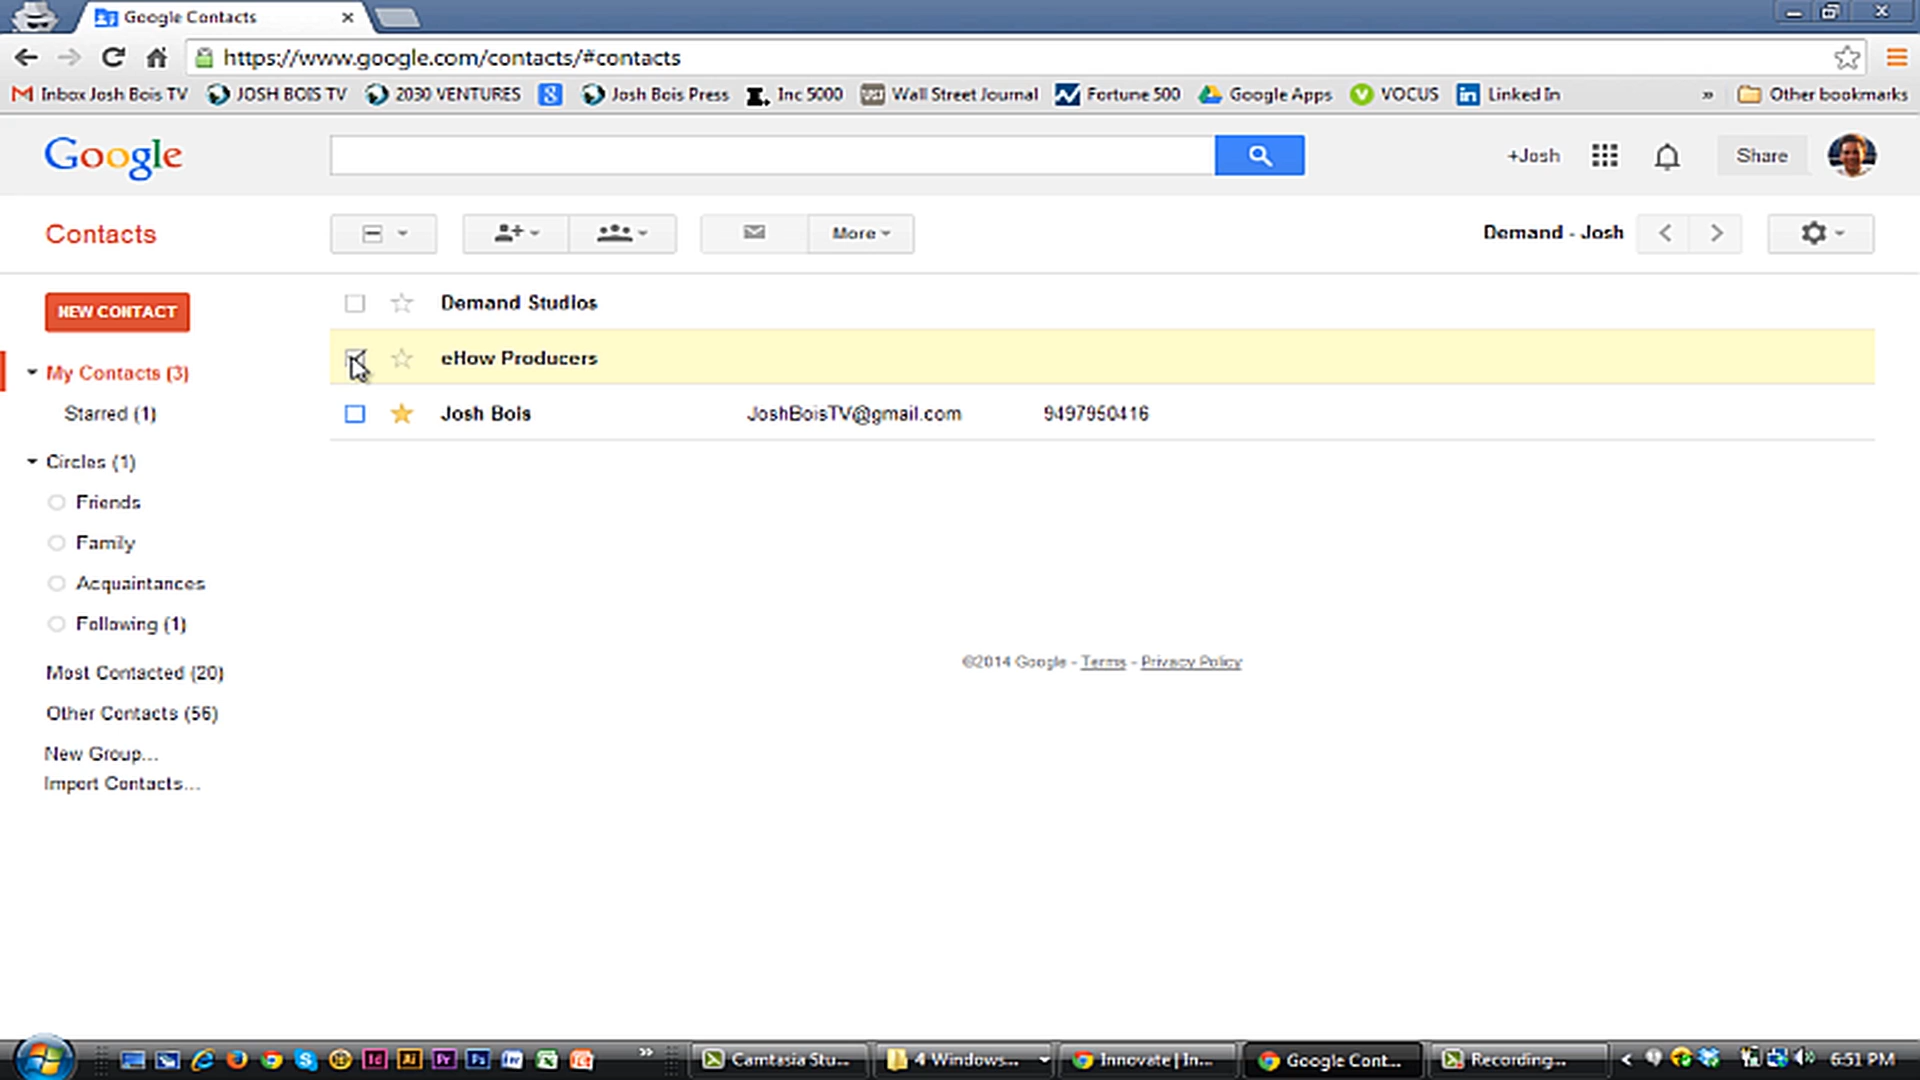 Google Contacts
https://www.google.com/contacts/#contacts
Inbox Josh Bois TV JOSH BOIS TV 2030 VENTURES Josh Bois Press Inc 5000 Wall Street Journal Fortune 500 Google Apps VOCUS Linked In » Other bookmarks
Google +Josh Share
Contacts More Demand - Josh
NEW CONTACT
Demand Studios
eHow Producers
Josh Bois JoshBoisTV@gmail.com 9497950416
My Contacts (3)
Starred (1)
Circles (1)
Friends
Family
Acquaintances
Following (1)
Most Contacted (20)
Other Contacts (56)
New Group...
Import Contacts...
©2014 Google - Terms - Privacy Policy
Camtasia Stu... 4 Windows... Innovate | In... Google Cont... Recording... 6:51 PM